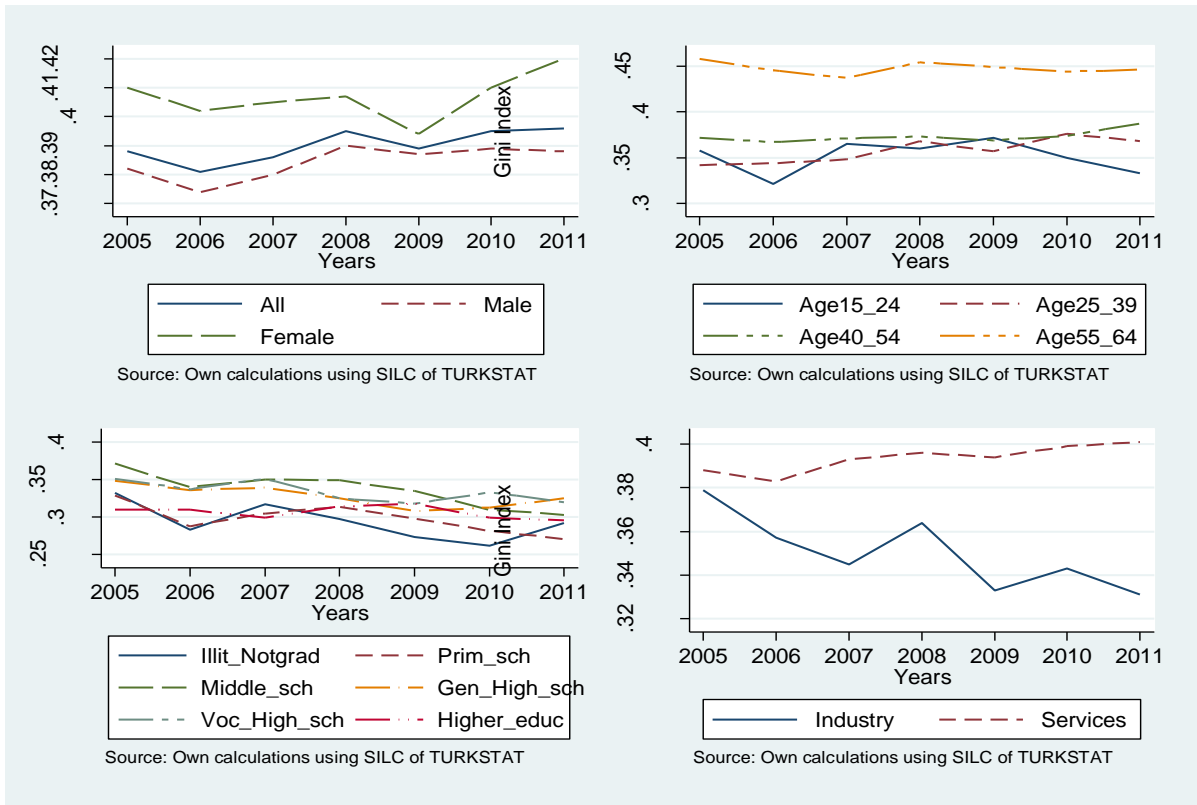 Gini Index
.37.38.39 .4 .41.42
2005 2006 2007 2008 2009 2010 2011
Years
All Male
Female
Source: Own calculations using SILC of TURKSTAT
.3 .35 .4 .45
2005 2006 2007 2008 2009 2010 2011
Years
Age15_24 Age25_39
Age40_54 Age55_64
Source: Own calculations using SILC of TURKSTAT
Gini Index
.25 .3 .35 .4
2005 2006 2007 2008 2009 2010 2011
Years
Illit_Notgrad Prim_sch
Middle_sch Gen_High_sch
Voc_High_sch Higher_educ
Source: Own calculations using SILC of TURKSTAT
.32 .34 .36 .38 .4
2005 2006 2007 2008 2009 2010 2011
Years
Industry Services
Source: Own calculations using SILC of TURKSTAT